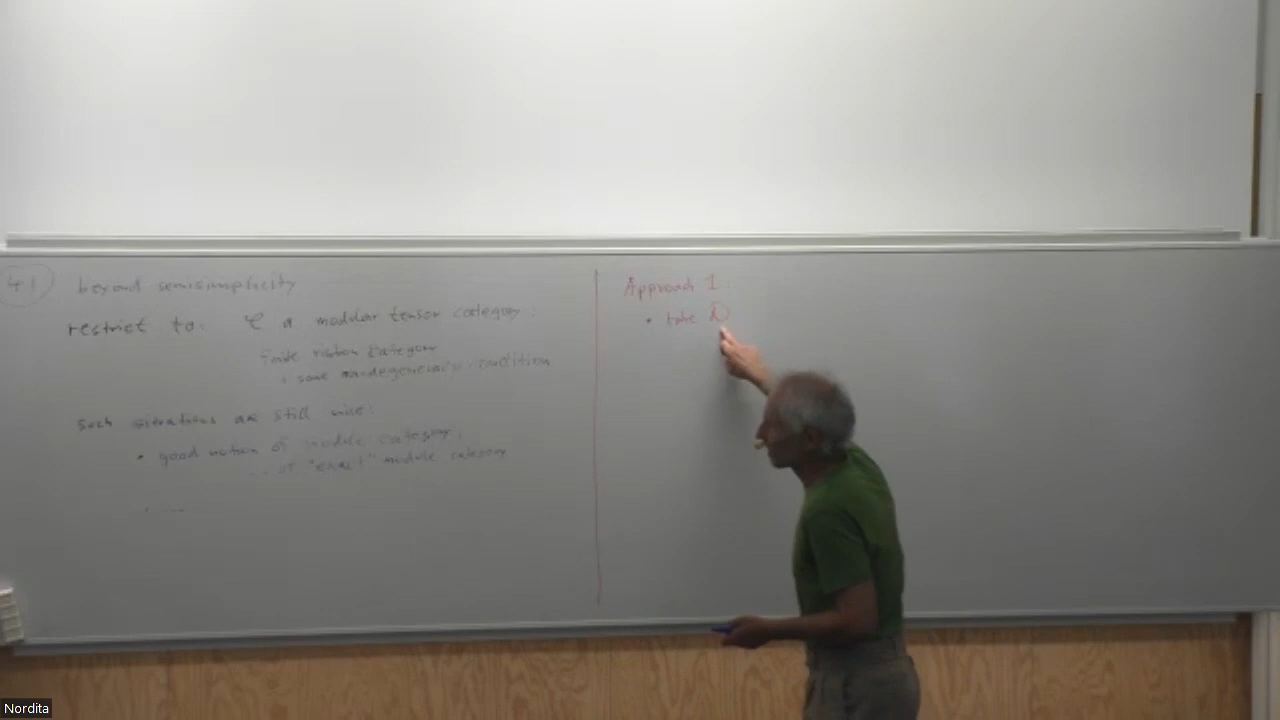 4.1 beyond semisimplicity
restrict to: C a modular tensor category:
finite ribbon category
+ some nondegeneracy condition
Such situations are still nice:
• good notion of module category,
.. of "exact" module category
Approach 1:
• take D
Nordita